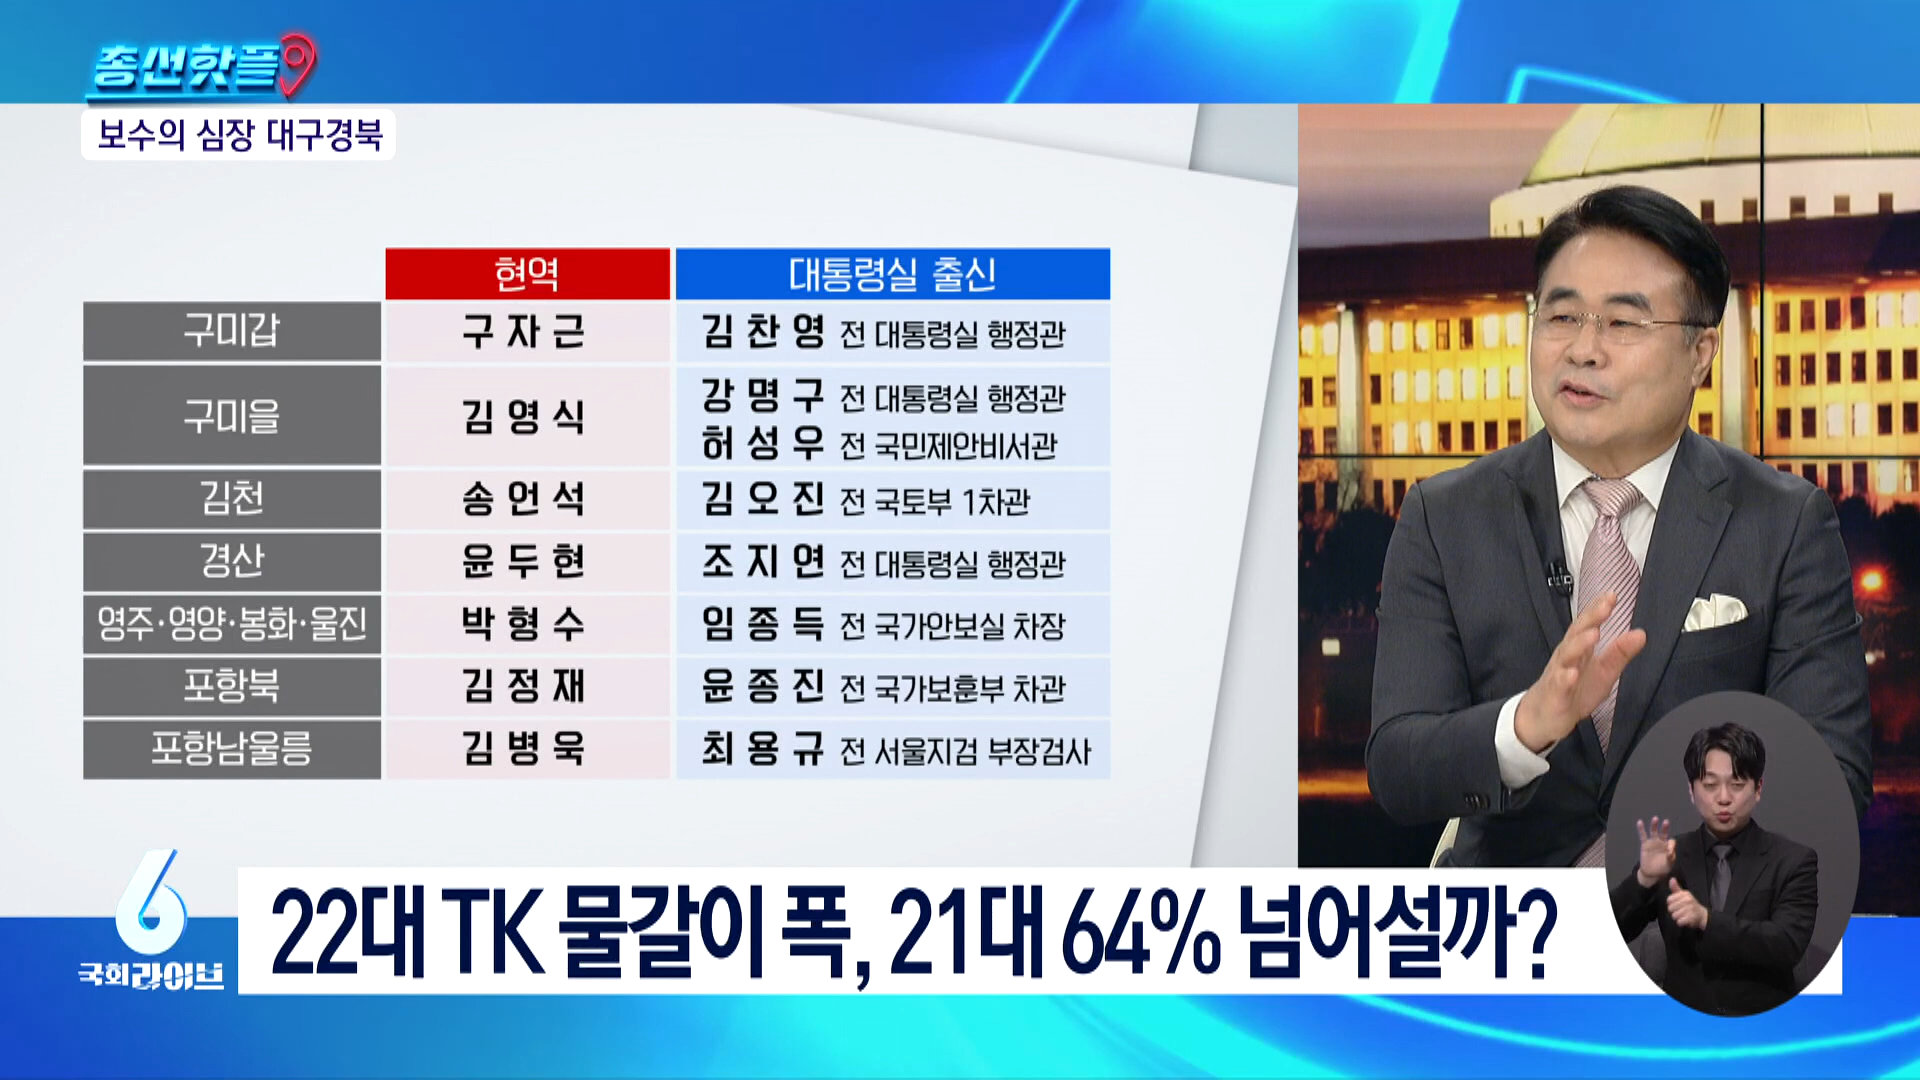 총선핫플
보수의 심장 대구경북
현역 대통령실 출신
구미갑 구자근 김찬영 전 대통령실 행정관
구미을 김영식 강명구 전 대통령실 행정관
허성우 전 국민제안비서관
김천 송언석 김오진 전 국토부 1차관
경산 윤두현 조지연 전 대통령실 행정관
영주·영양·봉화·울진 박형수 임종득 전 국가안보실 차장
포항북 김정재 윤종진 전 국가보훈부 차관
포항남울릉 김병욱 최용규 전 서울지검 부장검사
6
국회라이브
22대 TK 물갈이 폭, 21대 64% 넘어설까?